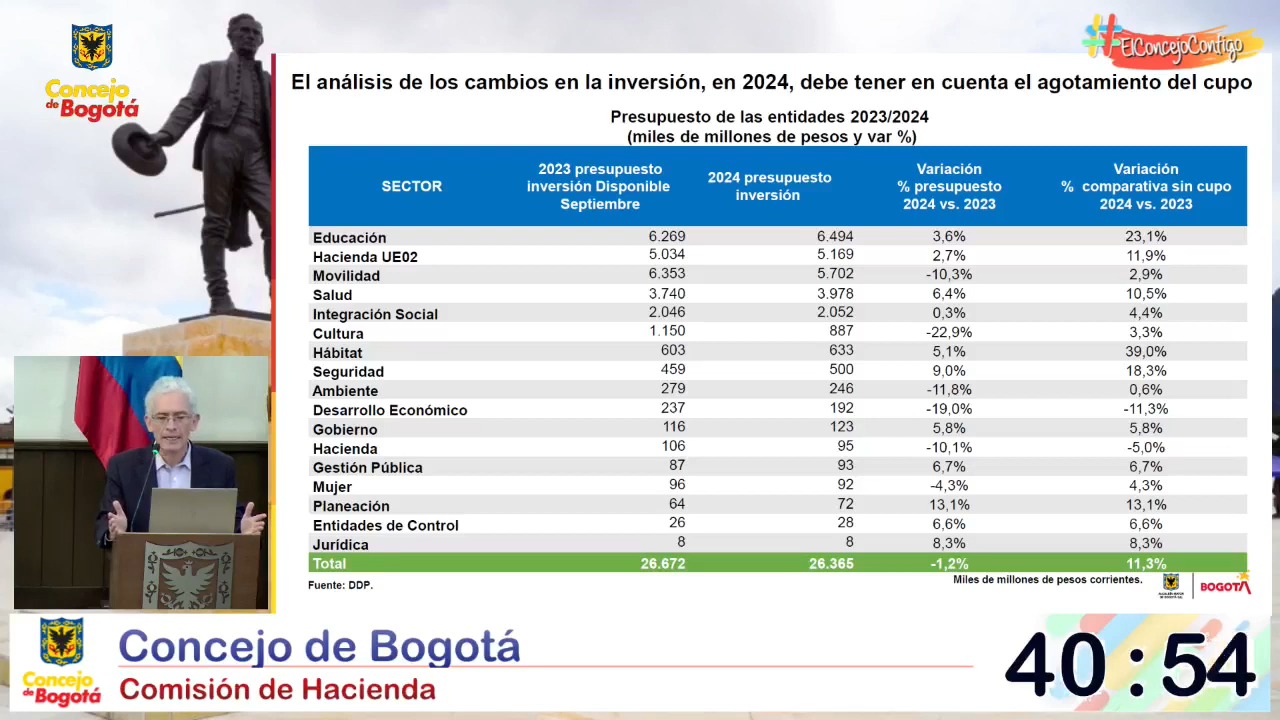 Concejo
de Bogotá
#ElConcejoContigo
El análisis de los cambios en la inversión, en 2024, debe tener en cuenta el agotamiento del cupo
Presupuesto de las entidades 2023/2024
(miles de millones de pesos y var %)
SECTOR | 2023 presupuesto inversión Disponible Septiembre | 2024 presupuesto inversión | Variación % presupuesto 2024 vs. 2023 | Variación % comparativa sin cupo 2024 vs. 2023
Educación 6.269 6.494 3,6% 23,1%
Hacienda UE02 5.034 5.169 2,7% 11,9%
Movilidad 6.353 5.702 -10,3% 2,9%
Salud 3.740 3.978 6,4% 10,5%
Integración Social 2.046 2.052 0,3% 4,4%
Cultura 1.150 887 -22,9% 3,3%
Hábitat 603 633 5,1% 39,0%
Seguridad 459 500 9,0% 18,3%
Ambiente 279 246 -11,8% 0,6%
Desarrollo Económico 237 192 -19,0% -11,3%
Gobierno 116 123 5,8% 5,8%
Hacienda 106 95 -10,1% -5,0%
Gestión Pública 87 93 6,7% 6,7%
Mujer 96 92 -4,3% 4,3%
Planeación 64 72 13,1% 13,1%
Entidades de Control 26 28 6,6% 6,6%
Jurídica 8 8 8,3% 8,3%
Total 26.672 26.365 -1,2% 11,3%
Fuente: DDP.
Miles de millones de pesos corrientes.
ALCALDÍA MAYOR
DE BOGOTÁ D.C.
BOGOTÁ
Concejo
de Bogotá
Concejo de Bogotá
Comisión de Hacienda
40:54